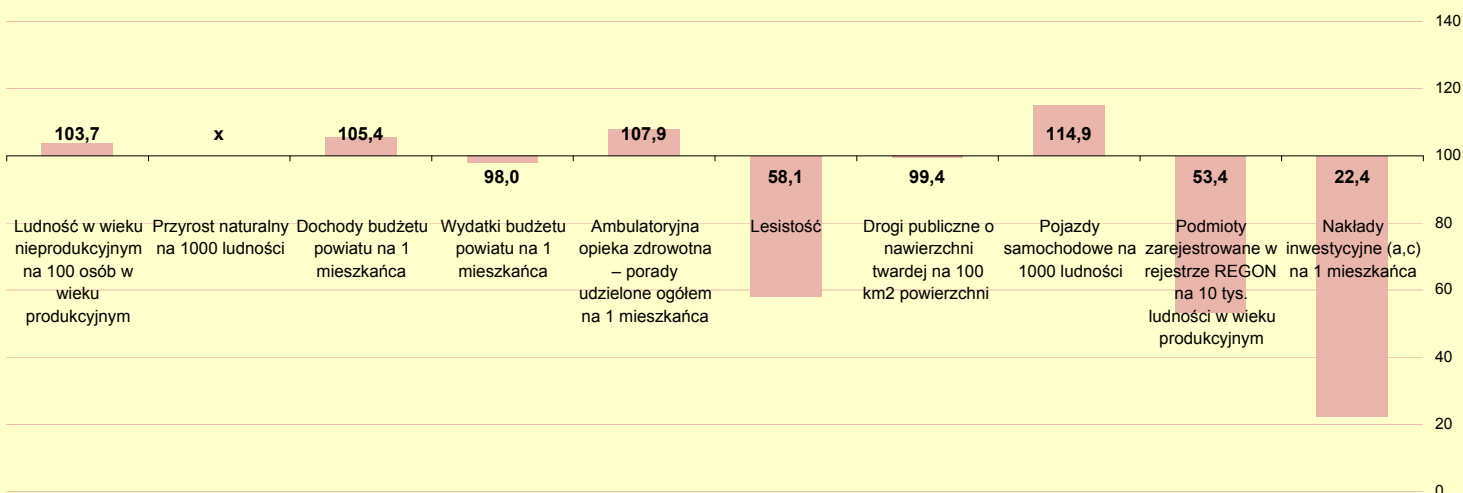 140
120
103,7 x 105,4 107,9 114,9
100
98,0 58,1 99,4 53,4 22,4
80
Ludność w wieku
nieprodukcyjnym
na 100 osób w
wieku
produkcyjnym
Przyrost naturalny
na 1000 ludności
Dochody budżetu
powiatu na 1
mieszkańca
Wydatki budżetu
powiatu na 1
mieszkańca
Ambulatoryjna
opieka zdrowotna
– porady
udzielone ogółem
na 1 mieszkańca
Lesistość
Drogi publiczne o
nawierzchni
twardej na 100
km2 powierzchni
Pojazdy
samochodowe na
1000 ludności
Podmioty
zarejestrowane w
rejestrze REGON
na 10 tys.
ludności w wieku
produkcyjnym
Nakłady
inwestycyjne (a,c)
na 1 mieszkańca
60
40
20
0